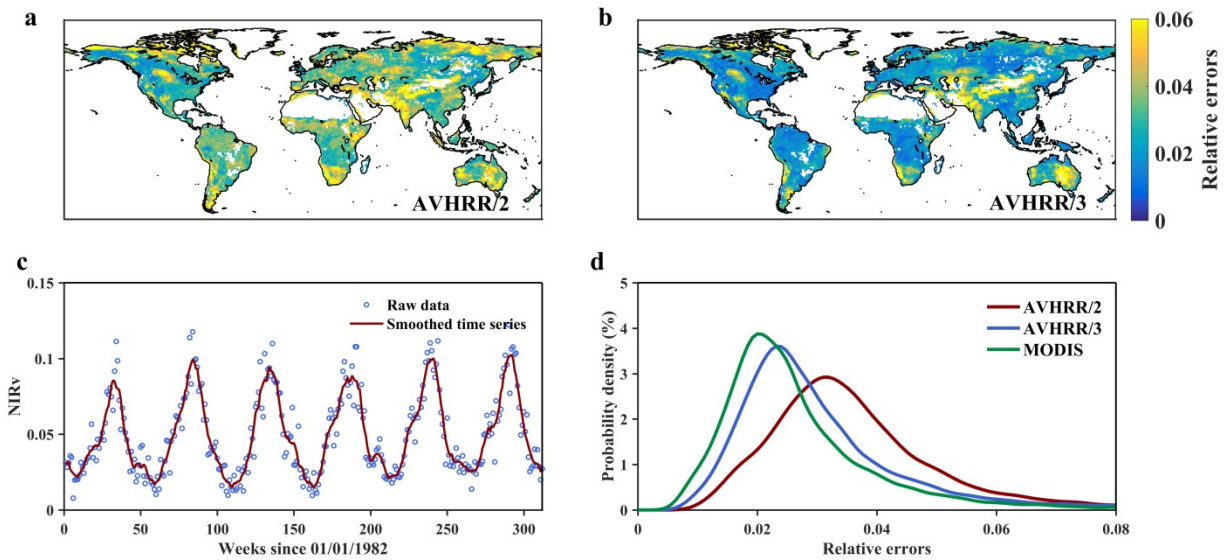 a
AVHRR/2
b
AVHRR/3
0.06
0.04
0.02
0
Relative errors
c
0.15
0.1
0.05
0
NIRv
Raw data
Smoothed time series
0 50 100 150 200 250 300
Weeks since 01/01/1982
d
5
4
3
2
1
0
Probability density (%)
AVHRR/2
AVHRR/3
MODIS
0 0.02 0.04 0.06 0.08
Relative errors